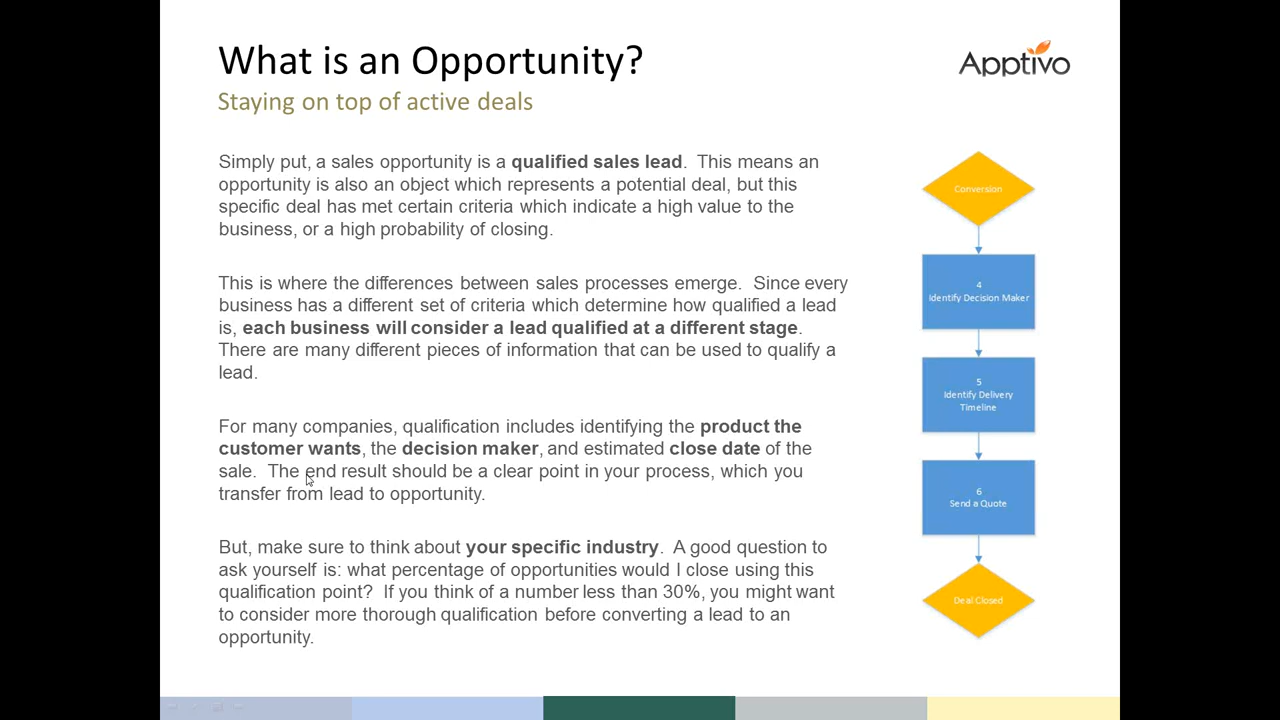 What is an Opportunity?
Apptivo
Staying on top of active deals
Simply put, a sales opportunity is a qualified sales lead. This means an
opportunity is also an object which represents a potential deal, but this
specific deal has met certain criteria which indicate a high value to the
business, or a high probability of closing.
This is where the differences between sales processes emerge. Since every
business has a different set of criteria which determine how qualified a lead
is, each business will consider a lead qualified at a different stage.
There are many different pieces of information that can be used to qualify a
lead.
For many companies, qualification includes identifying the product the
customer wants, the decision maker, and estimated close date of the
sale. The end result should be a clear point in your process, which you
transfer from lead to opportunity.
But, make sure to think about your specific industry. A good question to
ask yourself is: what percentage of opportunities would I close using this
qualification point? If you think of a number less than 30%, you might want
to consider more thorough qualification before converting a lead to an
opportunity.
Conversion
4
Identify Decision Maker
5
Identify Delivery
Timeline
6
Send a Quote
Deal Closed